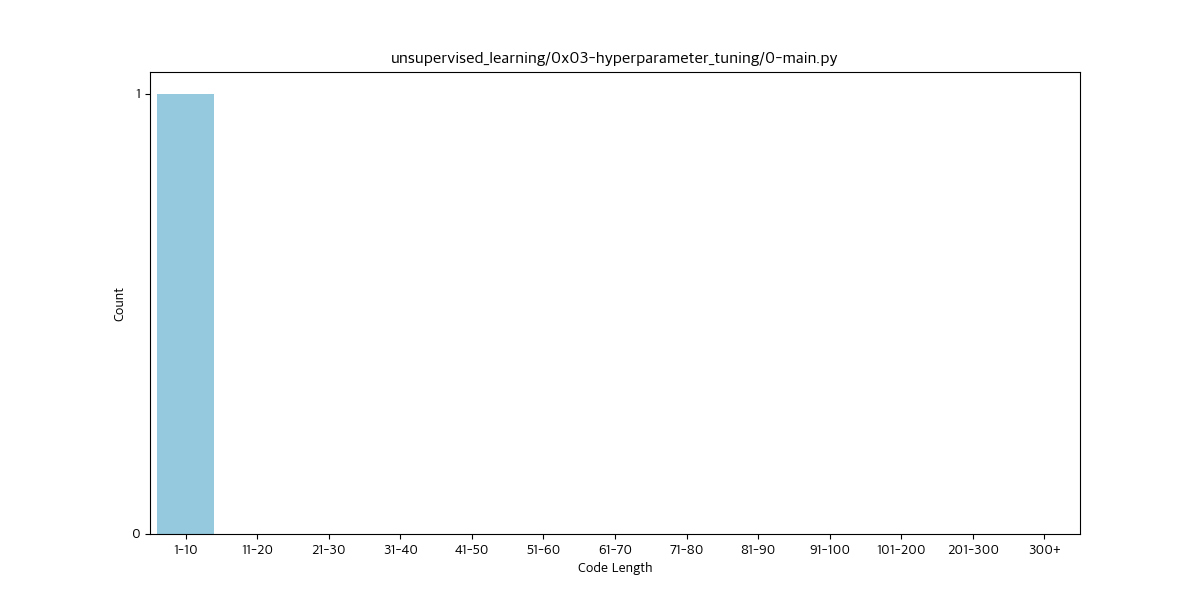 unsupervised_learning/0x03-hyperparameter_tuning/0-main.py
1
Count
0
1-10 11-20 21-30 31-40 41-50 51-60 61-70 71-80 81-90 91-100 101-200 201-300 300+
Code Length